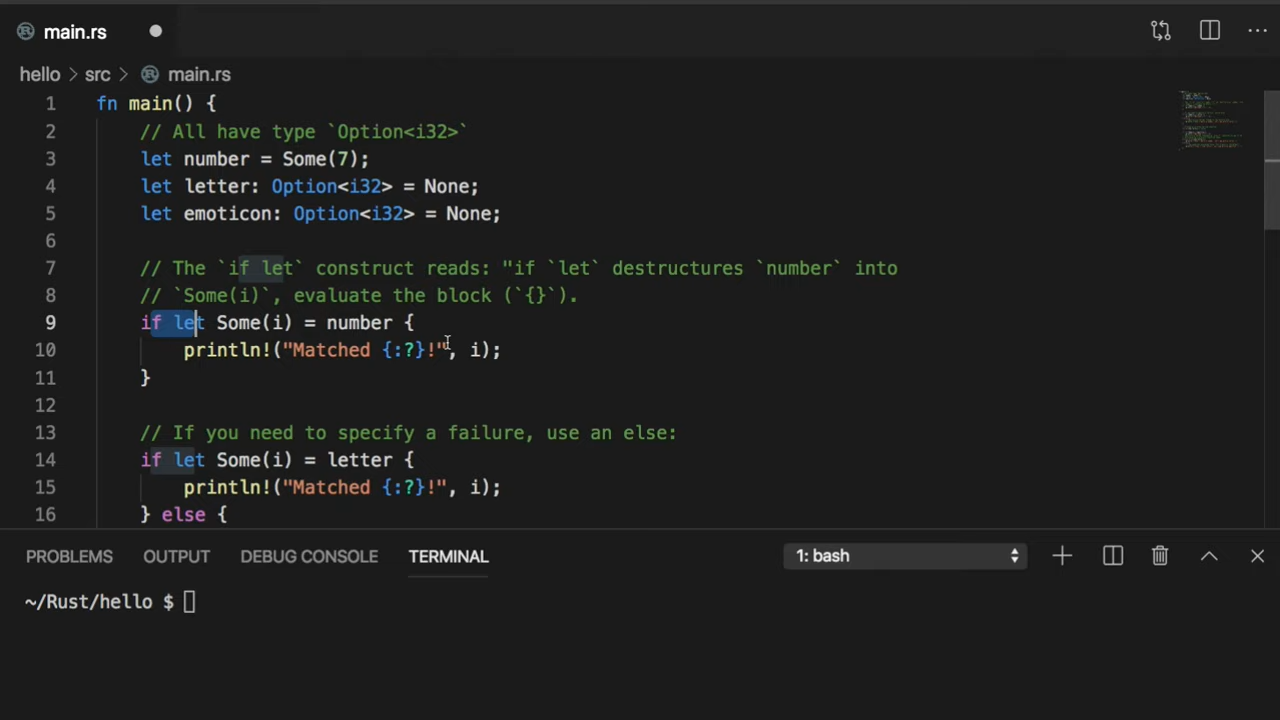 main.rs
hello > src > main.rs
1 fn main() {
2 // All have type `Option<i32>`
3 let number = Some(7);
4 let letter: Option<i32> = None;
5 let emoticon: Option<i32> = None;
6
7 // The `if let` construct reads: "if `let` destructures `number` into
8 // `Some(i)`, evaluate the block (`{}`).
9 if let Some(i) = number {
10 println!("Matched {:?}!", i);
11 }
12
13 // If you need to specify a failure, use an else:
14 if let Some(i) = letter {
15 println!("Matched {:?}!", i);
16 } else {
PROBLEMS OUTPUT DEBUG CONSOLE TERMINAL 1: bash
~/Rust/hello $